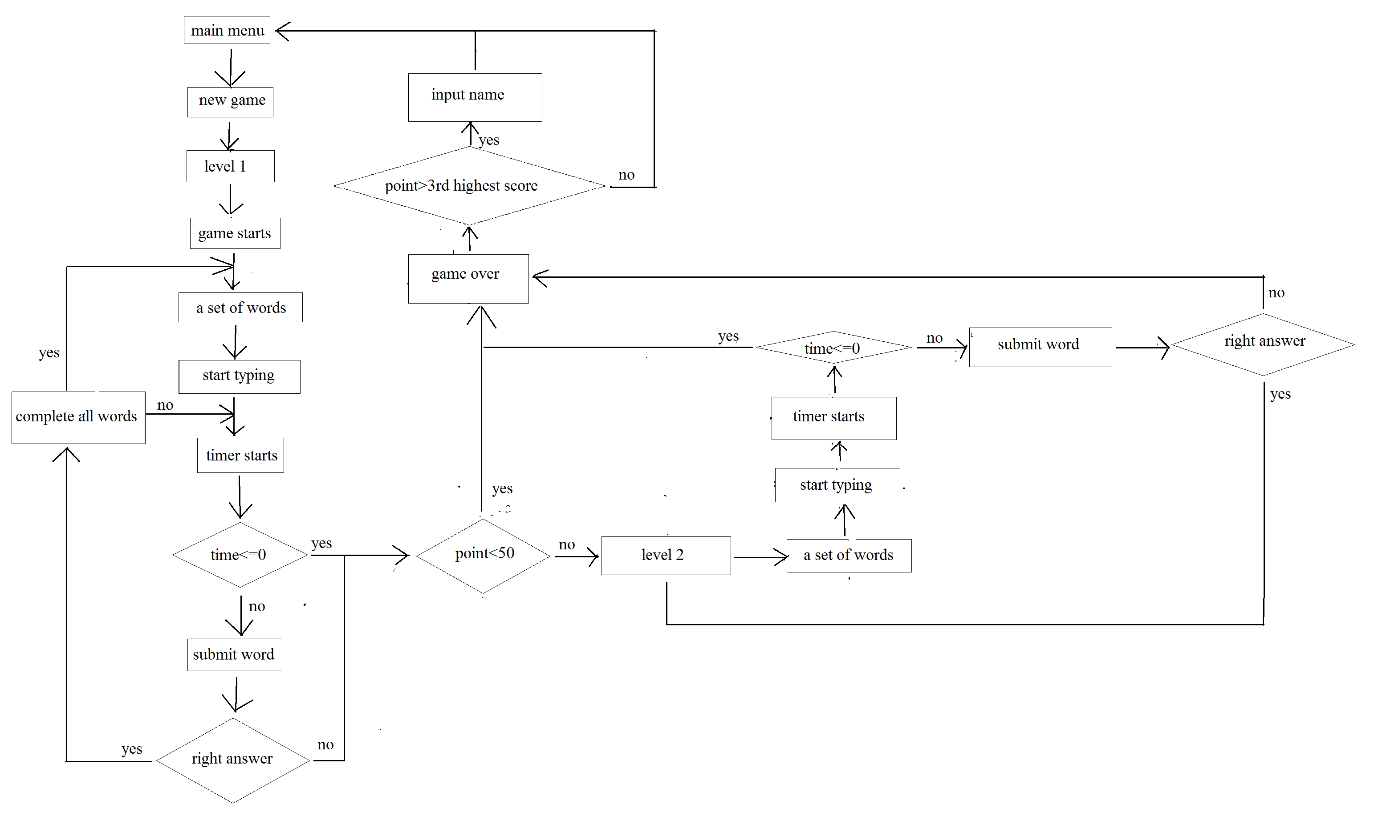 main menu
new game
level 1
game starts
a set of words
start typing
yes
complete all words
no
timer starts
time<=0
yes
no
submit word
right answer
yes
no
point<50
yes
no
game over
point>3rd highest score
yes
no
input name
level 2
a set of words
start typing
timer starts
time<=0
yes
no
submit word
right answer
no
yes